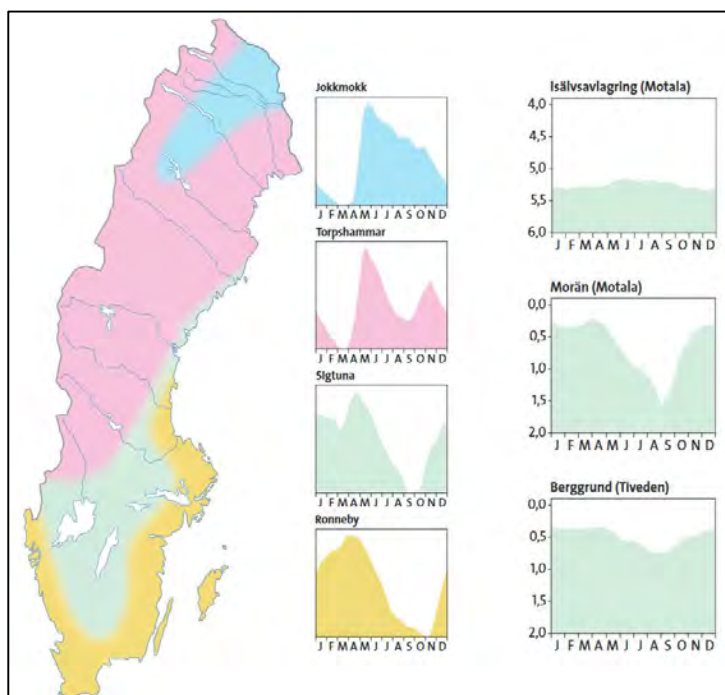 Jokkmokk
J F M A M J J A S O N D
Torpshammar
J F M A M J J A S O N D
Sigtuna
J F M A M J J A S O N D
Ronneby
J F M A M J J A S O N D
Isälvsavlagring (Motala)
4,0
4,5
5,0
5,5
6,0
J F M A M J J A S O N D
Morän (Motala)
0,0
0,5
1,0
1,5
2,0
J F M A M J J A S O N D
Berggrund (Tiveden)
0,0
0,5
1,0
1,5
2,0
J F M A M J J A S O N D